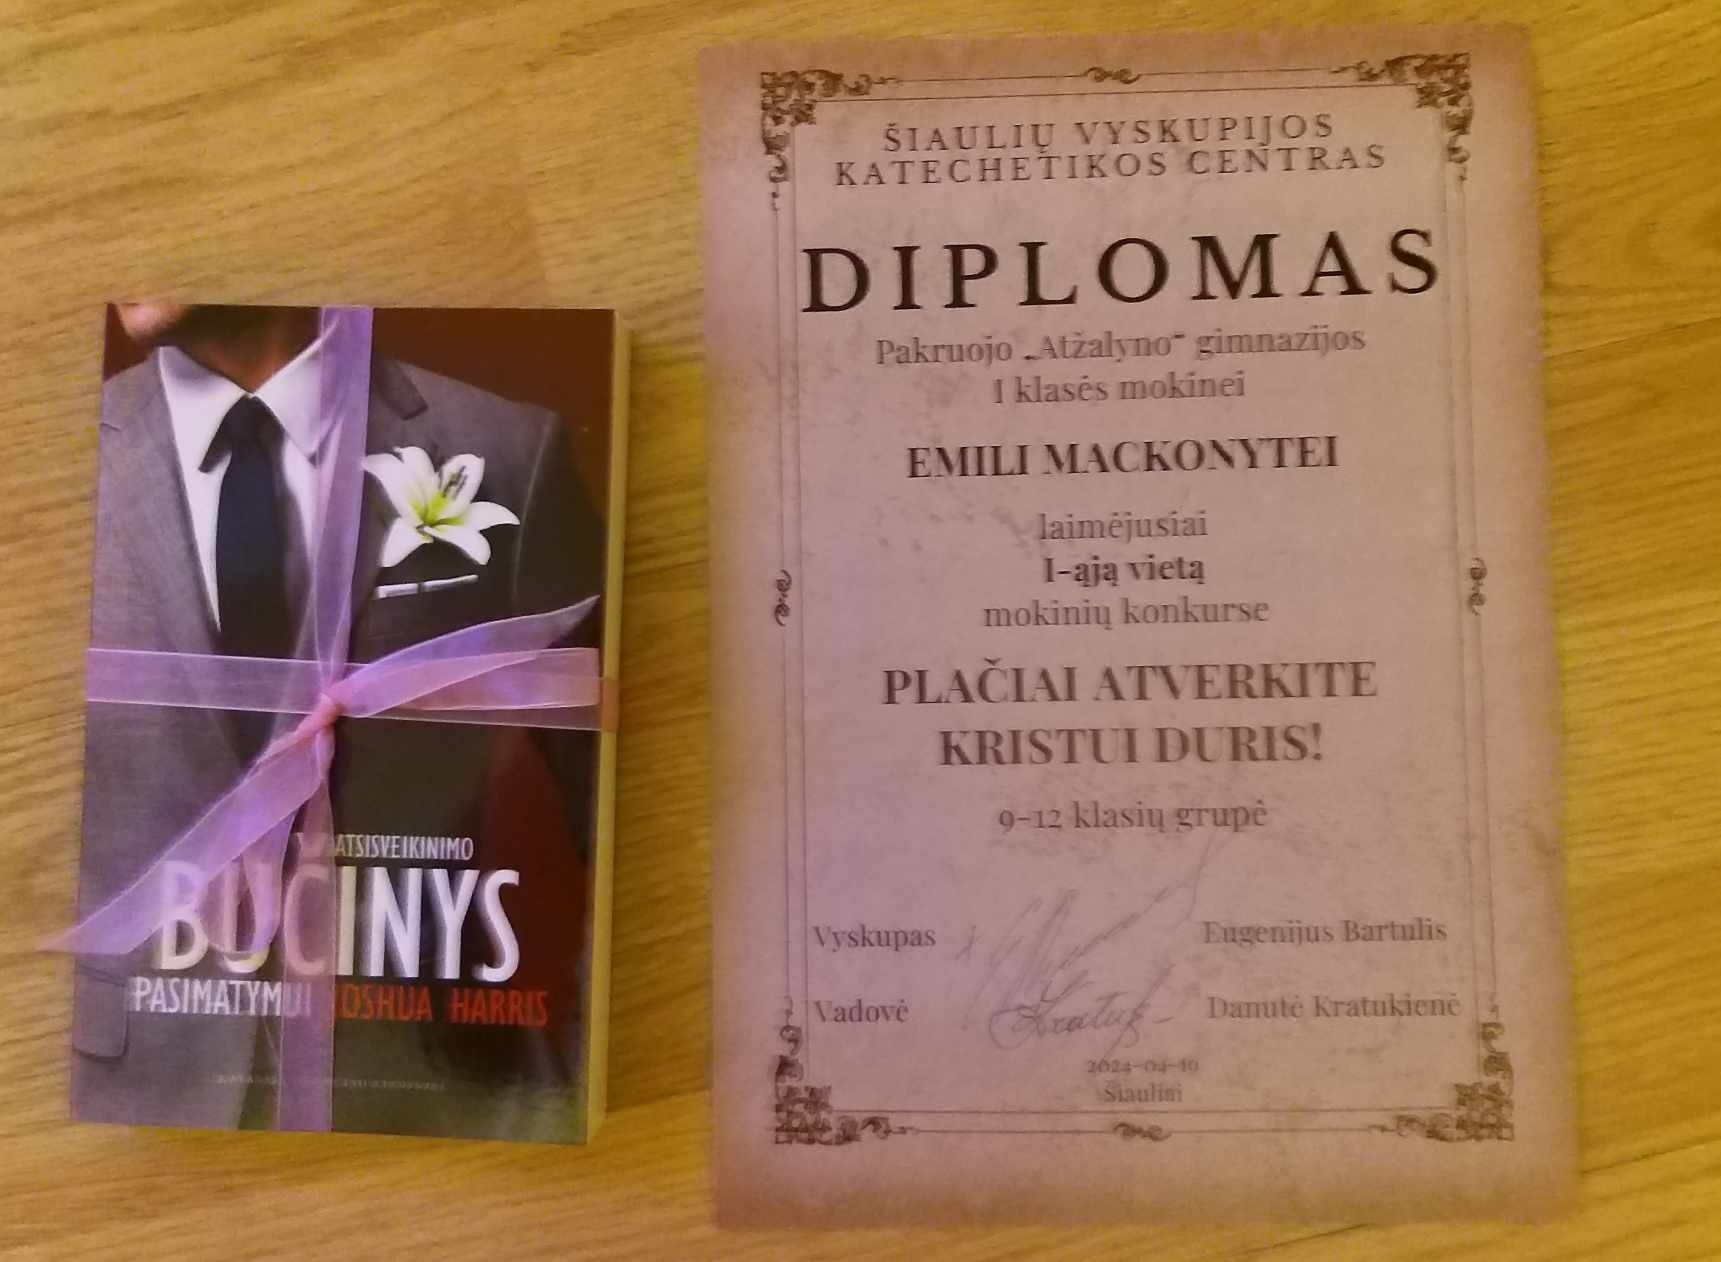 ATSISVEIKINIMO
BUČINYS
PASIMATYMUI JOSHUA HARRIS
ŠIAULIŲ VYSKUPIJOS
KATECHETIKOS CENTRAS
DIPLOMAS
Pakruojo „Atžalyno“ gimnazijos
I klasės mokinei
EMILI MACKONYTEI
laimėjusiai
I-ąją vietą
mokinių konkurse
PLAČIAI ATVERKITE
KRISTUI DURIS!
9-12 klasių grupė
Vyskupas Eugenijus Bartulis
Vadovė Danutė Kratukienė
Šiauliai